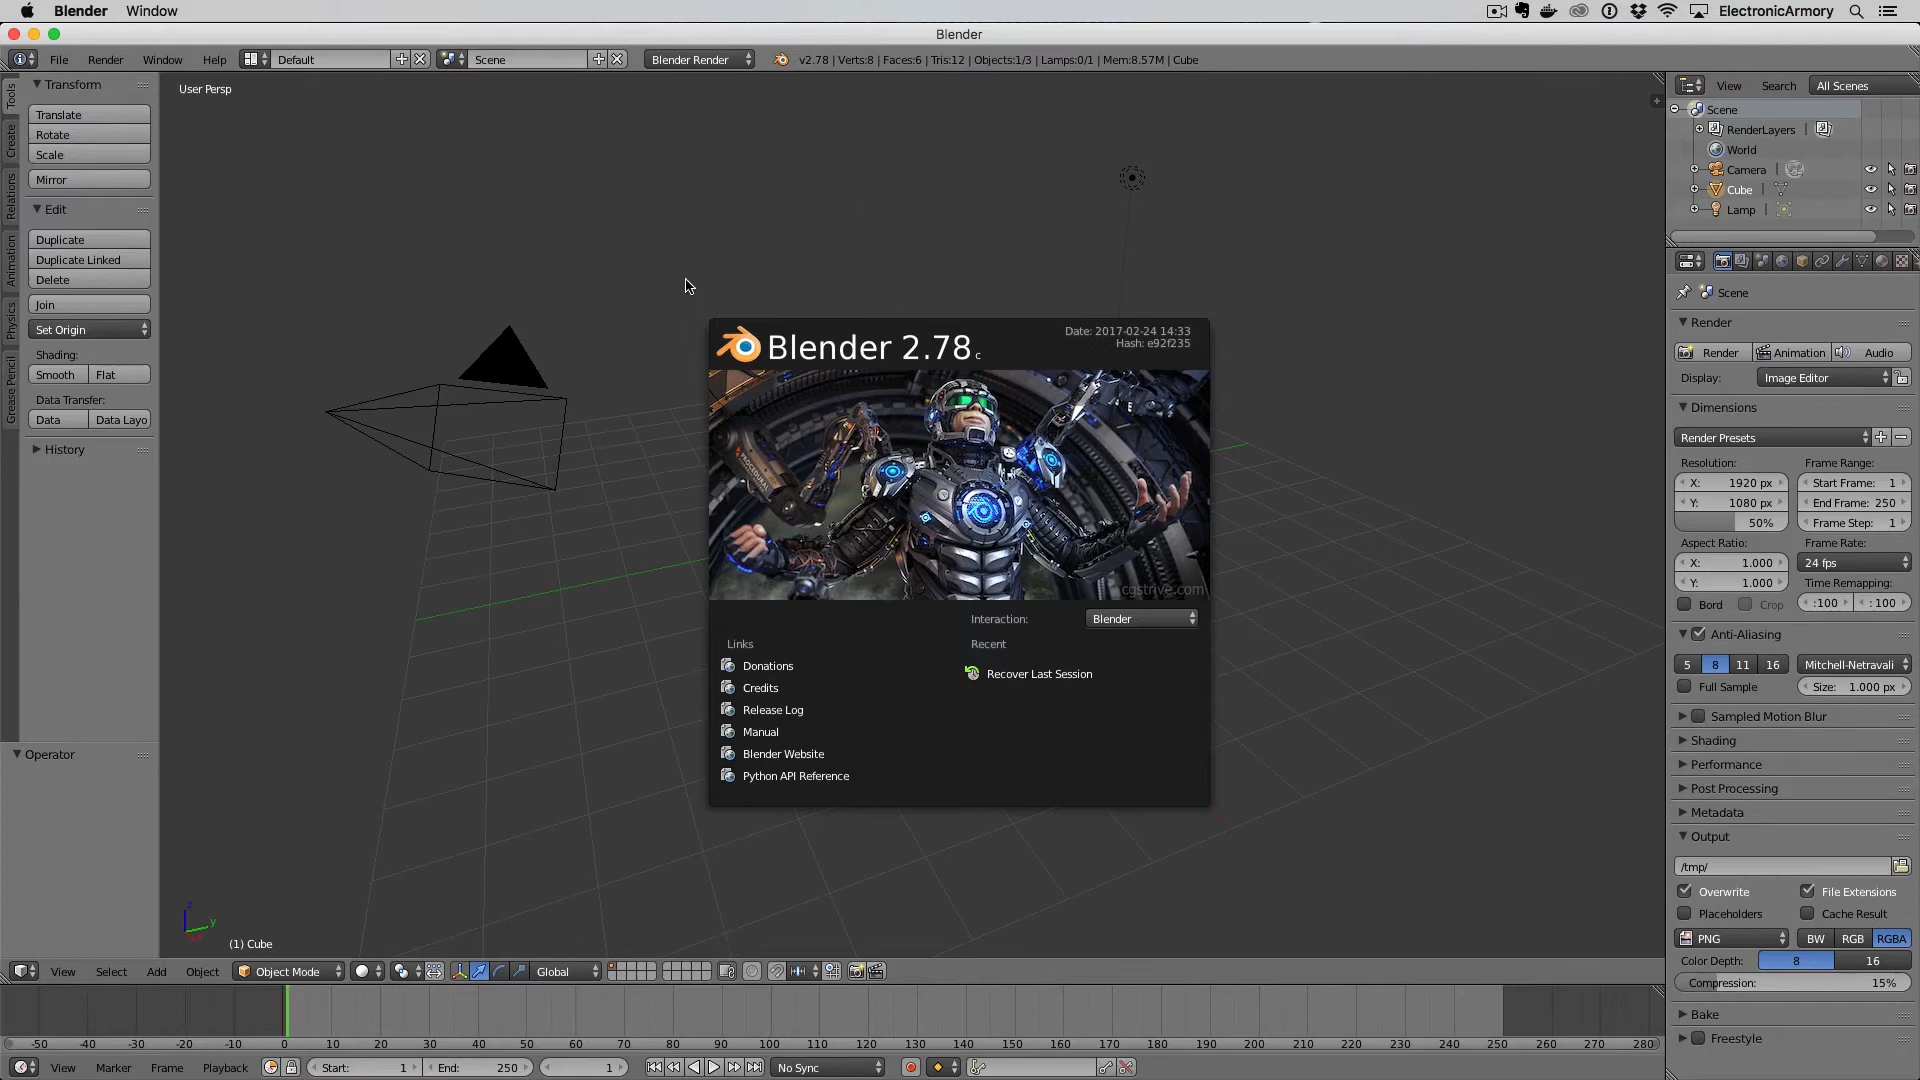 Blender Window ElectronicArmory
Blender
File Render Window Help Default Scene Blender Render v2.78 | Verts:8 | Faces:6 | Tris:12 | Objects:1/3 | Lamps:0/1 | Mem:8.57M | Cube
Tools
Create
Relations
Animation
Physics
Grease Pencil
Transform
Translate
Rotate
Scale
Mirror
Edit
Duplicate
Duplicate Linked
Delete
Join
Set Origin
Shading:
Smooth Flat
Data Transfer:
Data Data Layo
History
Operator
User Persp
Blender 2.78c
Date: 2017-02-24 14:33
Hash: e92f235
cgstrive.com
Interaction: Blender
Links
Donations
Credits
Release Log
Manual
Blender Website
Python API Reference
Recent
Recover Last Session
z
y
(1) Cube
View Search All Scenes
Scene
RenderLayers |
World
Camera |
Cube |
Lamp |
Scene
Render
Render Animation Audio
Display: Image Editor
Dimensions
Render Presets
Resolution: Frame Range:
X: 1920 px Start Frame: 1
Y: 1080 px End Frame: 250
50% Frame Step: 1
Aspect Ratio: Frame Rate:
X: 1.000 24 fps
Y: 1.000 Time Remapping:
Bord Crop :100 : 100
Anti-Aliasing
5 8 11 16 Mitchell-Netravali
Full Sample Size: 1.000 px
Sampled Motion Blur
Shading
Performance
Post Processing
Metadata
Output
/tmp/
Overwrite File Extensions
Placeholders Cache Result
PNG BW RGB RGBA
Color Depth: 8 16
Compression: 15%
Bake
Freestyle
View Select Add Object Object Mode Global
-50 -40 -30 -20 -10 0 10 20 30 40 50 60 70 80 90 100 110 120 130 140 150 160 170 180 190 200 210 220 230 240 250 260 270 280
View Marker Frame Playback Start: 1 End: 250 1 No Sync